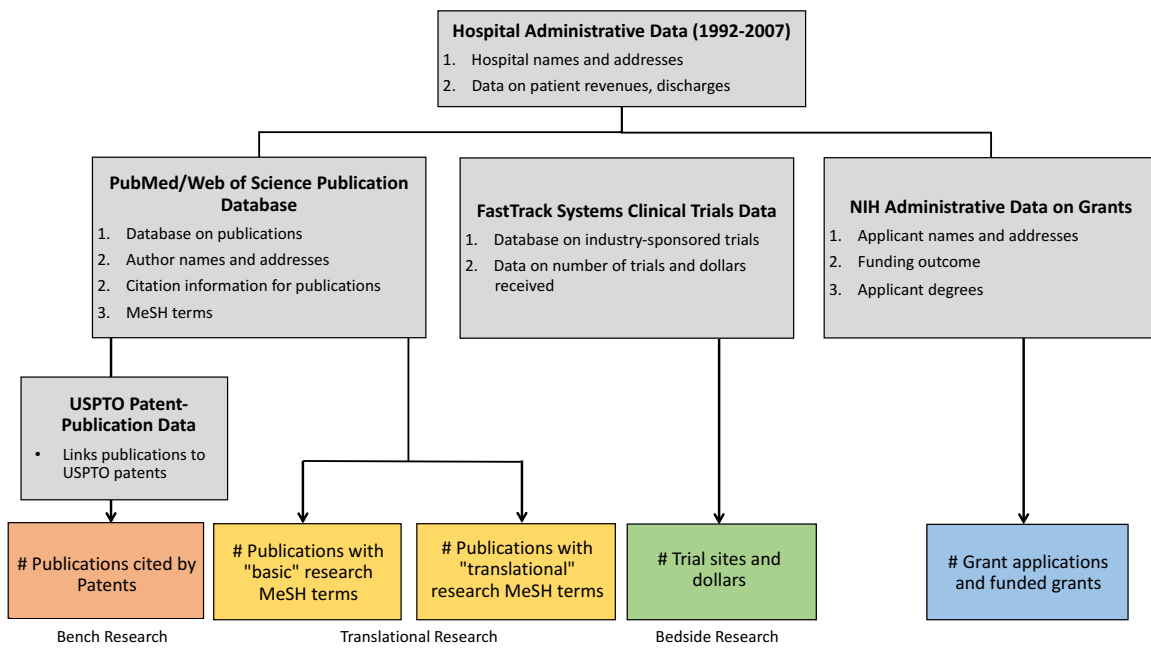 Hospital Administrative Data (1992-2007)
1. Hospital names and addresses
2. Data on patient revenues, discharges
PubMed/Web of Science Publication
Database
1. Database on publications
2. Author names and addresses
2. Citation information for publications
3. MeSH terms
FastTrack Systems Clinical Trials Data
1. Database on industry-sponsored trials
2. Data on number of trials and dollars
received
NIH Administrative Data on Grants
1. Applicant names and addresses
2. Funding outcome
3. Applicant degrees
USPTO Patent-
Publication Data
• Links publications to
USPTO patents
# Publications cited by
Patents
# Publications with
"basic" research
MeSH terms
# Publications with
"translational"
research MeSH terms
# Trial sites and
dollars
# Grant applications
and funded grants
Bench Research
Translational Research
Bedside Research